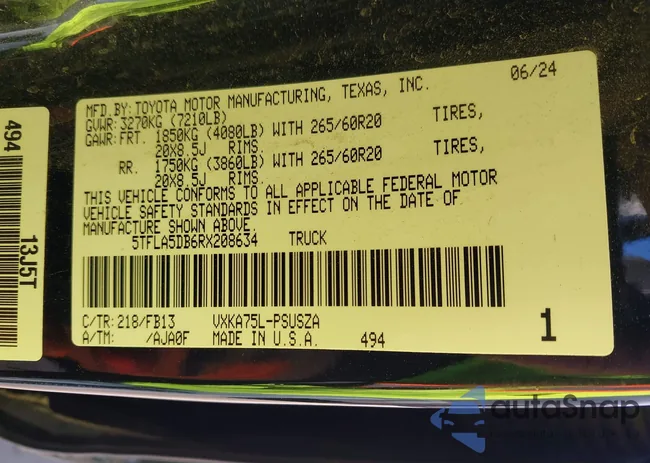 06/24
MFD.BY: TOYOTA MOTOR MANUFACTURING, TEXAS, INC.
GVWR: 3270KG (7210LB)
GAWR: FRT. 1850KG (4080LB) WITH 265/60R20 TIRES,
20X8.5J RIMS.
RR. 1750KG (3860LB) WITH 265/60R20 TIRES,
20X8.5J RIMS.
THIS VEHICLE CONFORMS TO ALL APPLICABLE FEDERAL MOTOR
VEHICLE SAFETY STANDARDS IN EFFECT ON THE DATE OF
MANUFACTURE SHOWN ABOVE.
5TFLA5DB6RX208634 TRUCK
C/TR: 218/FB13 VXKA75L-PSUSZA
A/TM: /AJA0F MADE IN U.S.A. 494
1
494
13J5T
autoSnap